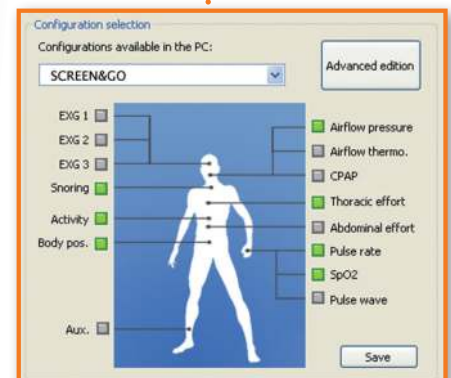 Configuration selection
Configurations available in the PC:
SCREEN&GO
Advanced edition
EXG 1
EXG 2
EXG 3
Snoring
Activity
Body pos.
Aux.
Airflow pressure
Airflow thermo.
CPAP
Thoracic effort
Abdominal effort
Pulse rate
SpO2
Pulse wave
Save